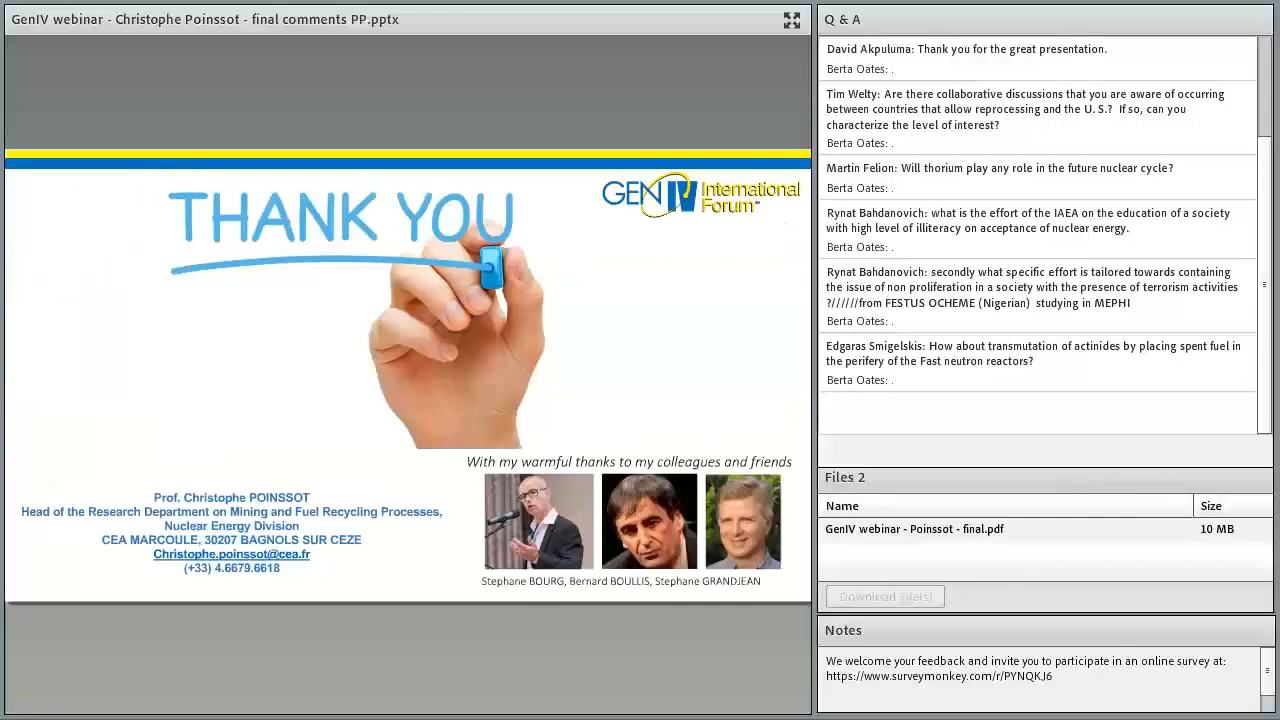 GenIV webinar - Christophe Poinssot - final comments PP.pptx
THANK YOU
GENIV International
Forum™
With my warmful thanks to my colleagues and friends
Prof. Christophe POINSSOT
Head of the Research Department on Mining and Fuel Recycling Processes,
Nuclear Energy Division
CEA MARCOULE, 30207 BAGNOLS SUR CEZE
Christophe.poinssot@cea.fr
(+33) 4.6679.6618
Stephane BOURG, Bernard BOULLIS, Stephane GRANDJEAN
Q & A
David Akpuluma: Thank you for the great presentation.
Berta Oates: .
Tim Welty: Are there collaborative discussions that you are aware of occurring
between countries that allow reprocessing and the U. S.?  If so, can you
characterize the level of interest?
Berta Oates: .
Martin Felion: Will thorium play any role in the future nuclear cycle?
Berta Oates: .
Rynat Bahdanovich: what is the effort of the IAEA on the education of a society
with high level of illiteracy on acceptance of nuclear energy.
Berta Oates: .
Rynat Bahdanovich: secondly what specific effort is tailored towards containing
the issue of non proliferation in a society with the presence of terrorism activities
?//////from FESTUS OCHEME (Nigerian)  studying in MEPHI
Berta Oates: .
Edgaras Smigelskis: How about transmutation of actinides by placing spent fuel in
the perifery of the Fast neutron reactors?
Berta Oates: .
Files 2
Name Size
GenIV webinar - Poinssot - final.pdf 10 MB
Download File(s)
Notes
We welcome your feedback and invite you to participate in an online survey at:
https://www.surveymonkey.com/r/PYNQKJ6